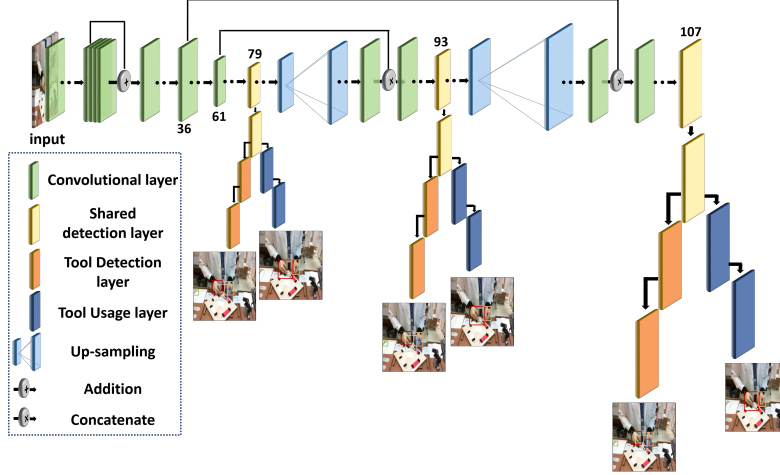 107
79
93
36
61
input
Convolutional layer
Shared
detection layer
Tool Detection
layer
Tool Usage layer
Up-sampling
Addition
Concatenate